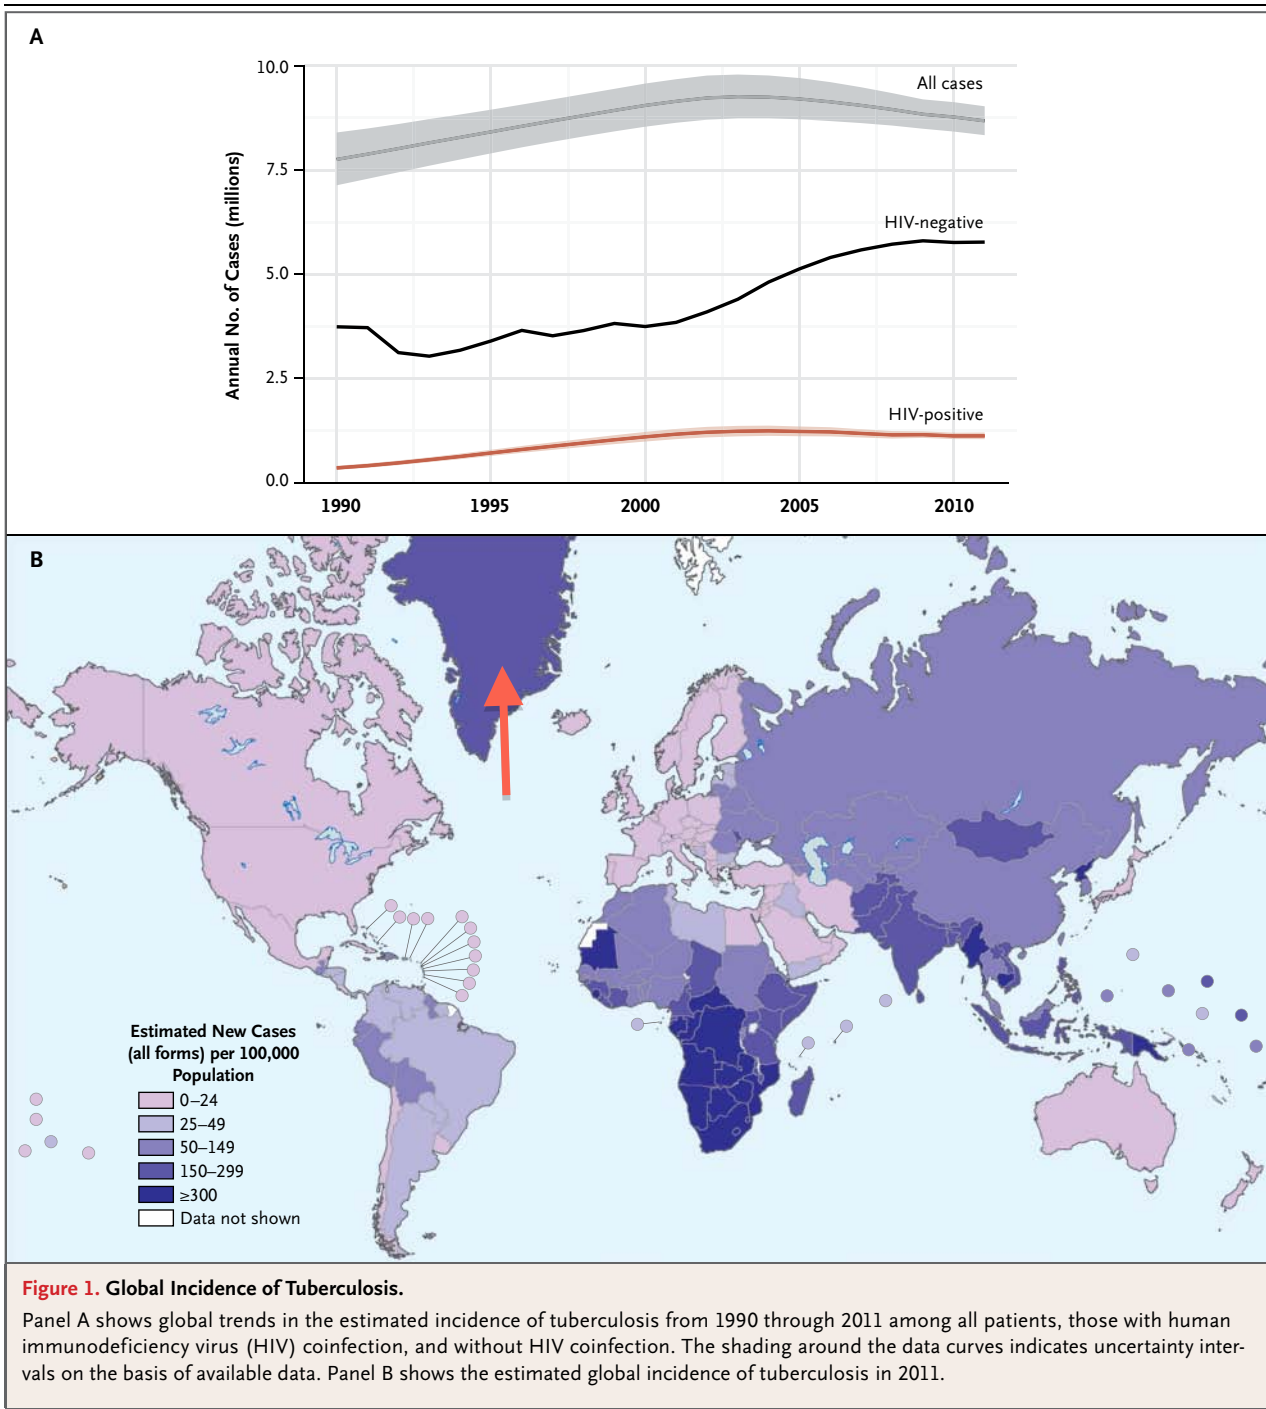 A
10.0
7.5
5.0
2.5
0.0
Annual No. of Cases (millions)
All cases
HIV-negative
HIV-positive
1990 1995 2000 2005 2010
B
Estimated New Cases
(all forms) per 100,000
Population
0–24
25–49
50–149
150–299
≥300
Data not shown
Figure 1. Global Incidence of Tuberculosis.
Panel A shows global trends in the estimated incidence of tuberculosis from 1990 through 2011 among all patients, those with human
immunodeficiency virus (HIV) coinfection, and without HIV coinfection. The shading around the data curves indicates uncertainty inter-
vals on the basis of available data. Panel B shows the estimated global incidence of tuberculosis in 2011.